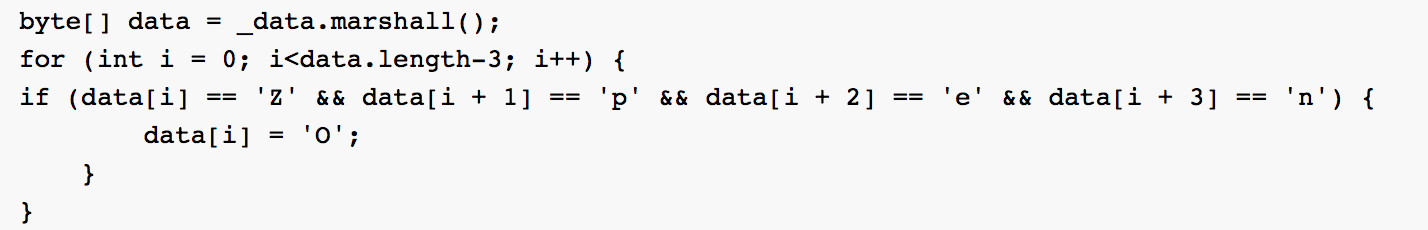 byte[] data = _data.marshall();
for (int i = 0; i<data.length-3; i++) {
if (data[i] == 'Z' && data[i + 1] == 'p' && data[i + 2] == 'e' && data[i + 3] == 'n') {
        data[i] = 'O';
    }
}